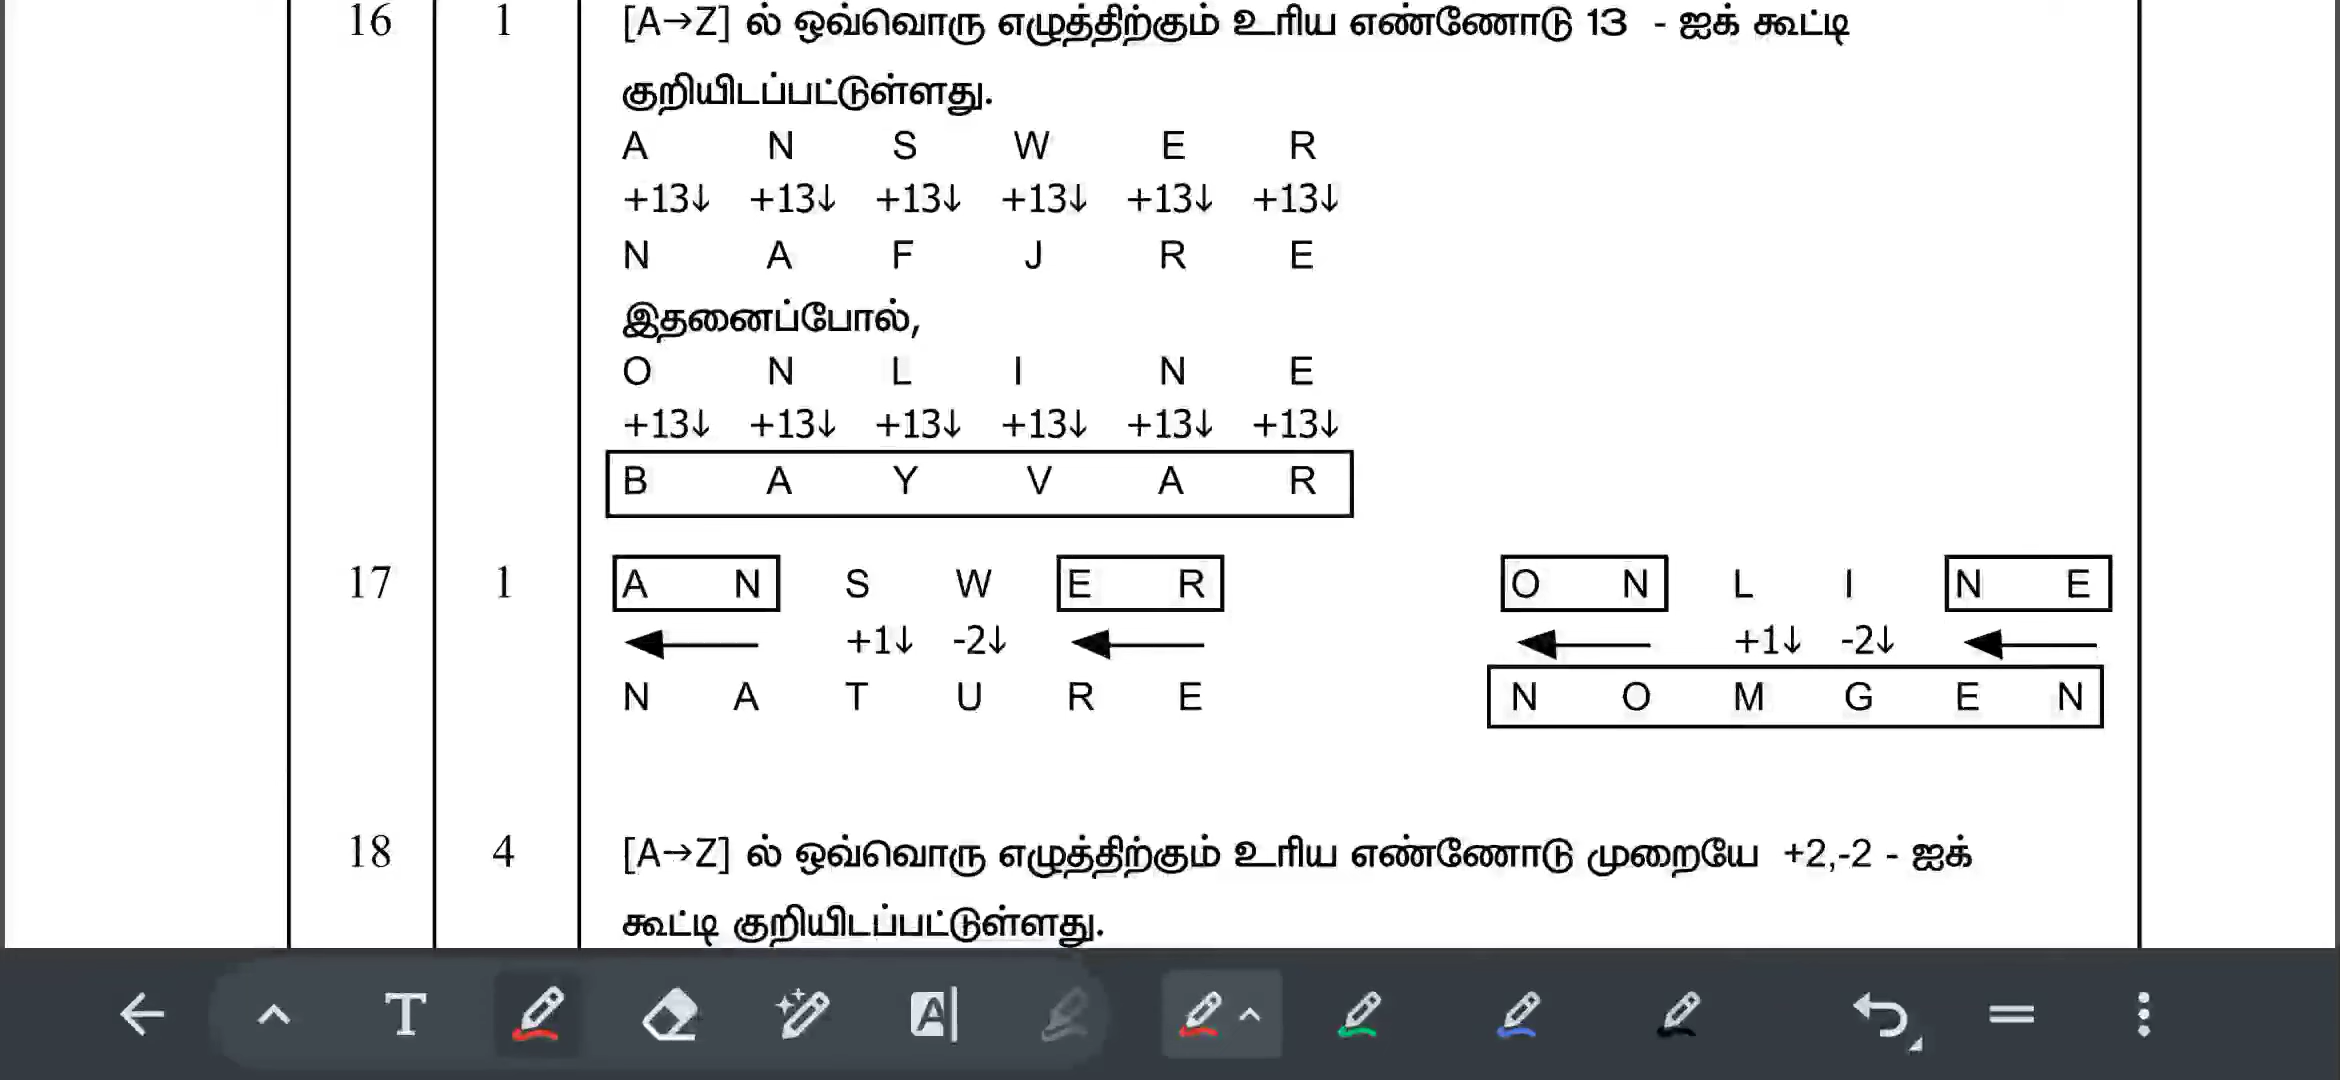 16 1 [A→Z] ல் ஒவ்வொரு எழுத்திற்கும் உரிய எண்ணோடு 13 - ஐக் கூட்டி
குறியிடப்பட்டுள்ளது.
A N S W E R
+13↓ +13↓ +13↓ +13↓ +13↓ +13↓
N A F J R E
இதனைப்போல்,
O N L I N E
+13↓ +13↓ +13↓ +13↓ +13↓ +13↓
B A Y V A R
17 1 A N S W E R O N L I N E
+1↓ -2↓ +1↓ -2↓
N A T U R E N O M G E N
18 4 [A→Z] ல் ஒவ்வொரு எழுத்திற்கும் உரிய எண்ணோடு முறையே +2,-2 - ஐக்
கூட்டி குறியிடப்பட்டுள்ளது.
T A